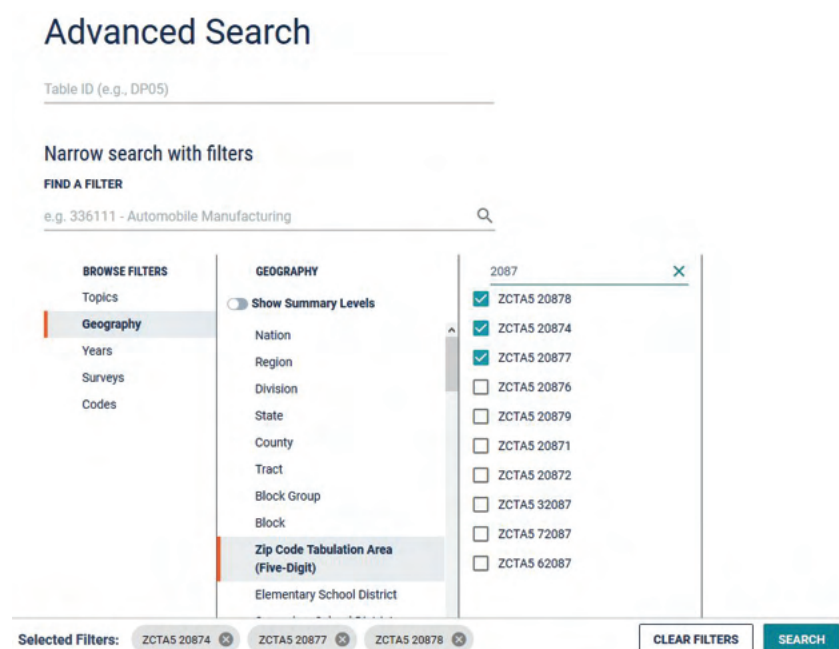 Advanced Search
Table ID (e.g., DP05)
Narrow search with filters
FIND A FILTER
e.g. 336111 - Automobile Manufacturing
BROWSE FILTERS
Topics
Geography
Years
Surveys
Codes
GEOGRAPHY
Show Summary Levels
Nation
Region
Division
State
County
Tract
Block Group
Block
Zip Code Tabulation Area
(Five-Digit)
Elementary School District
2087
ZCTA5 20878
ZCTA5 20874
ZCTA5 20877
ZCTA5 20876
ZCTA5 20879
ZCTA5 20871
ZCTA5 20872
ZCTA5 32087
ZCTA5 72087
ZCTA5 62087
Selected Filters: ZCTA5 20874 ZCTA5 20877 ZCTA5 20878 CLEAR FILTERS SEARCH